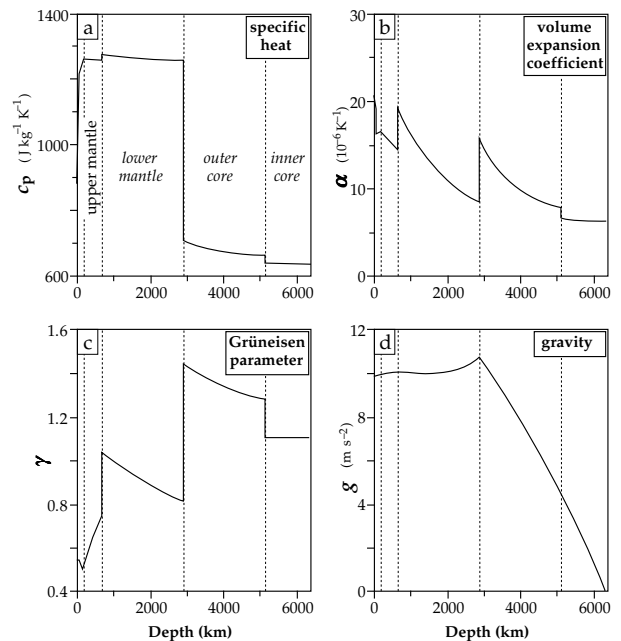 a
specific
heat
1400
1000
600
cp (J kg–1 K–1)
upper mantle
lower
mantle
outer
core
inner
core
0
2000
4000
6000
b
volume
expansion
coefficient
30
20
10
0
α (10–6 K–1)
0
2000
4000
6000
c
Grüneisen
parameter
1.6
1.2
0.8
0.4
γ
0
2000
4000
6000
Depth (km)
d
gravity
12
8
4
0
g (m s–2)
0
2000
4000
6000
Depth (km)